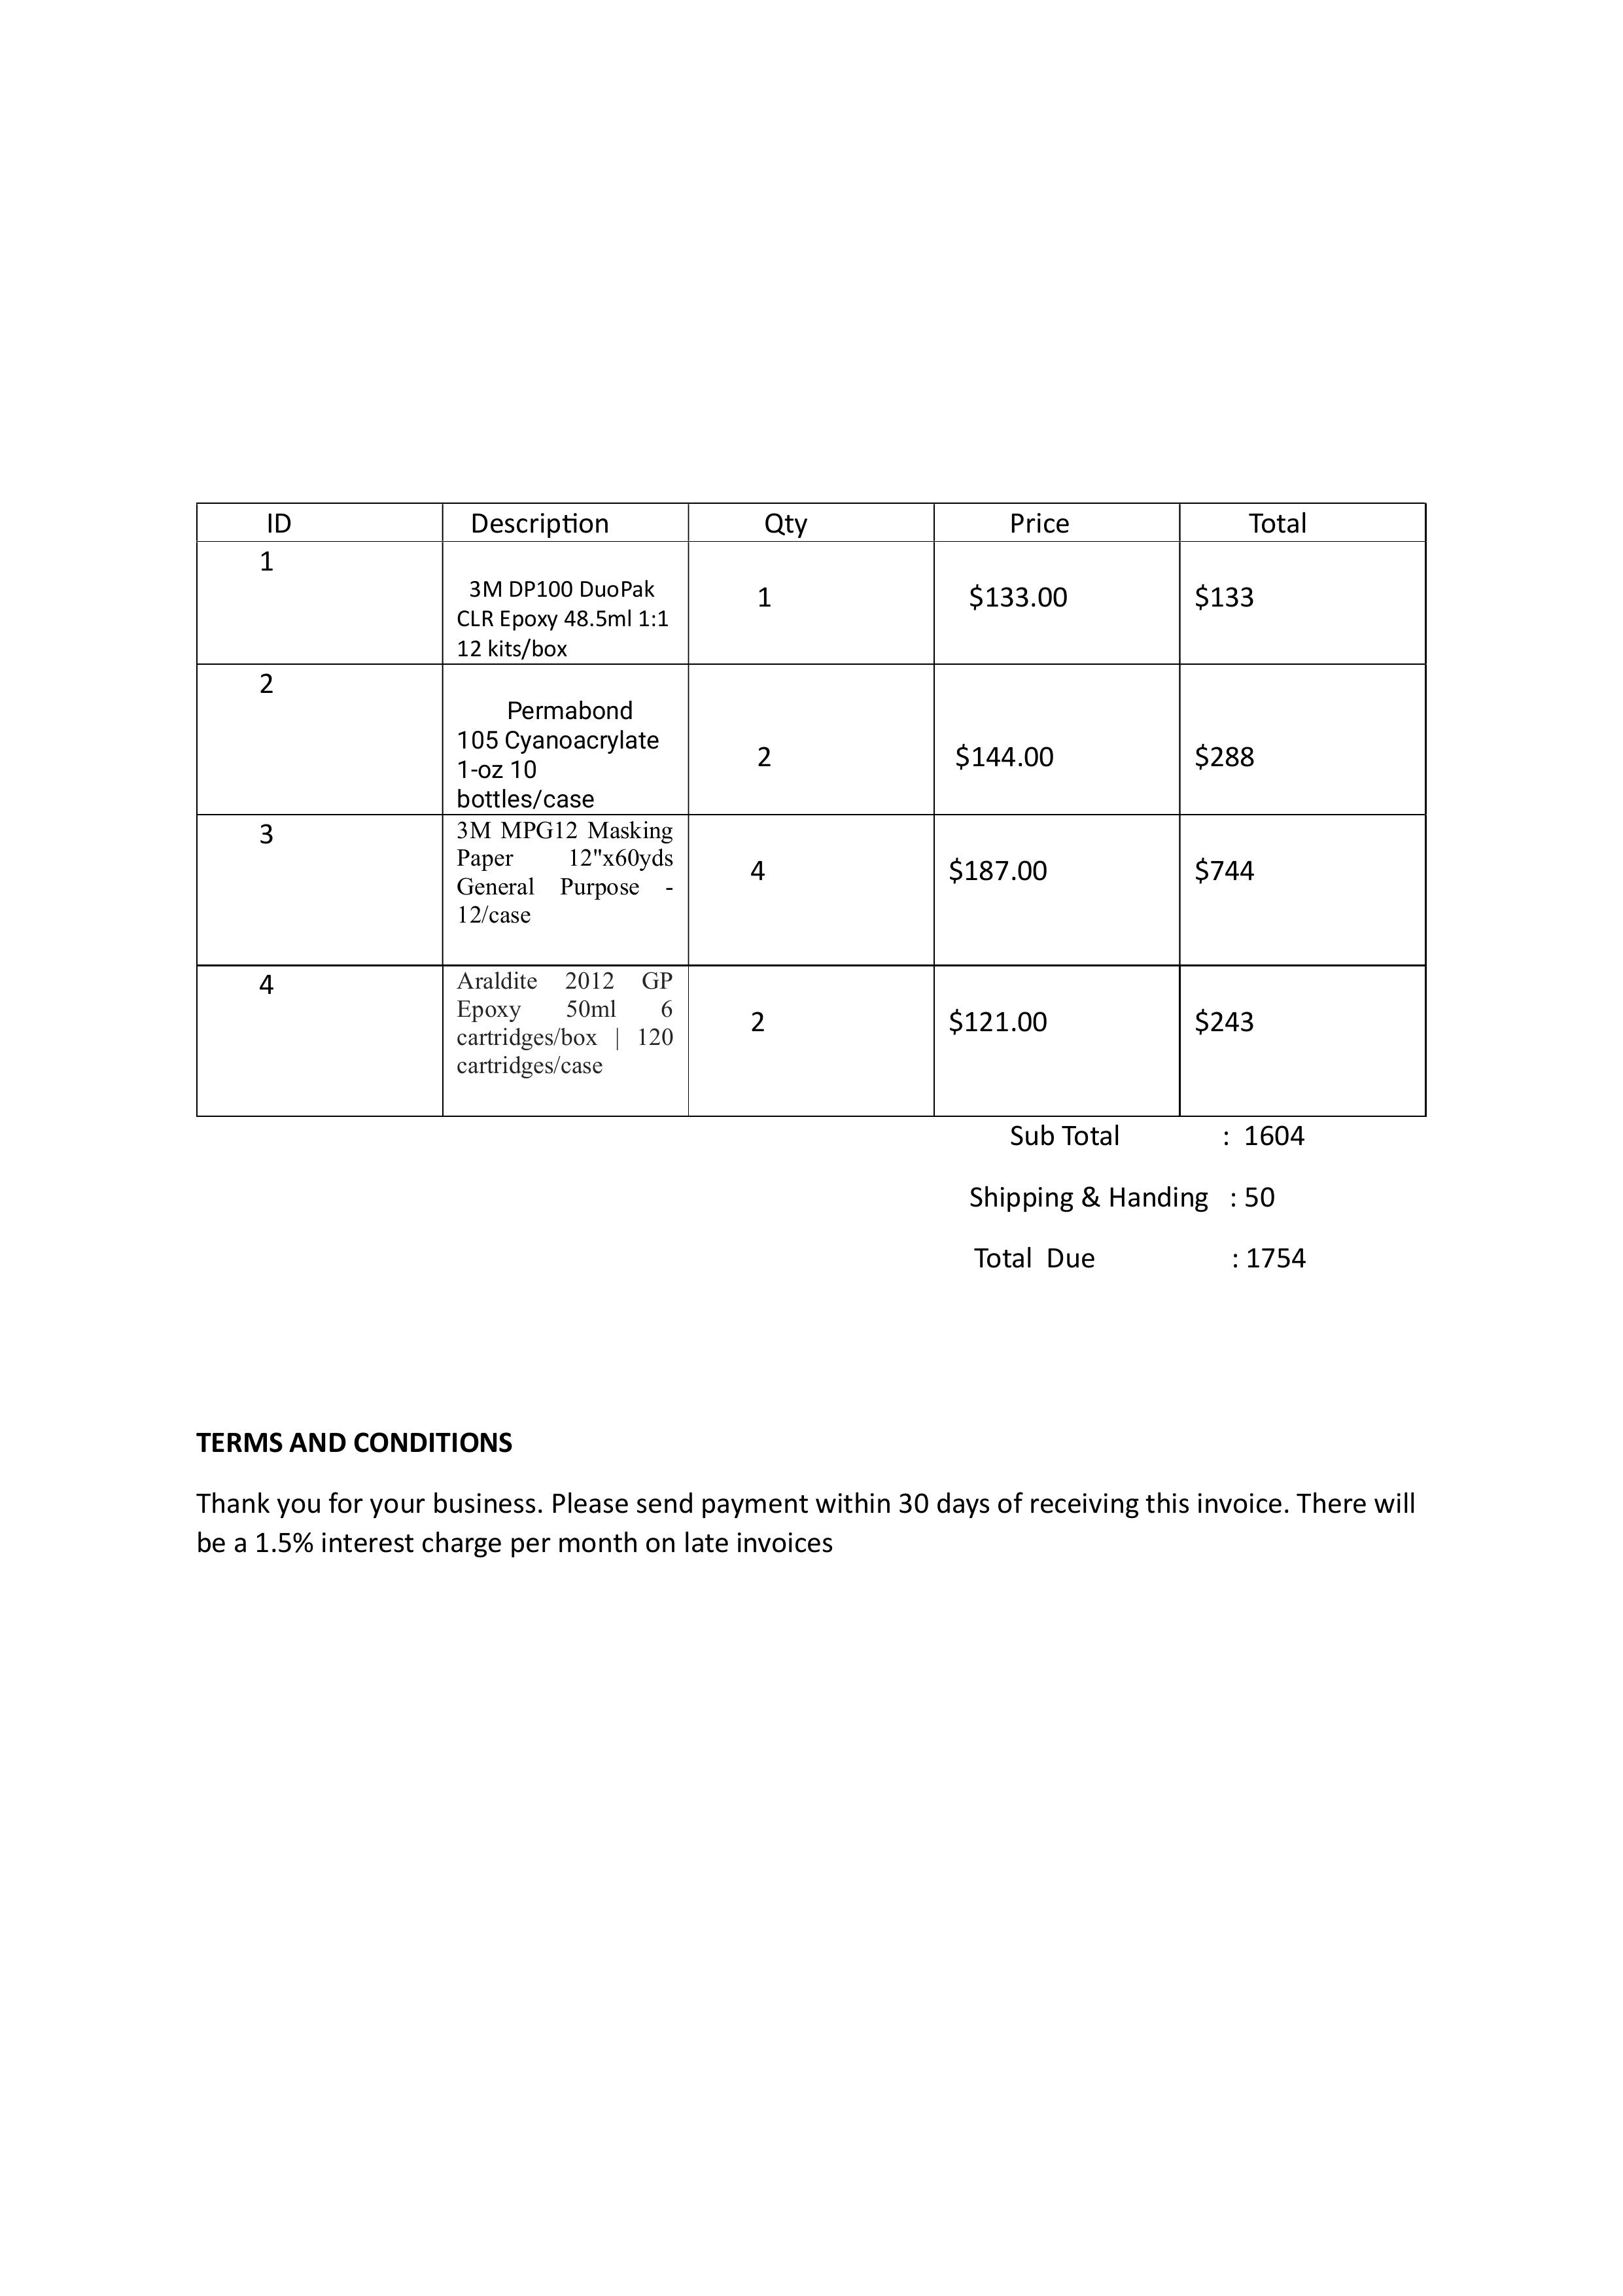 ID Description Qty Price Total
1
3M DP100 DuoPak
CLR Epoxy 48.5ml 1:1
12 kits/box
1 $133.00 $133
2
Permabond
105 Cyanoacrylate
1-oz 10
bottles/case
2 $144.00 $288
3
3M MPG12 Masking
Paper 12"x60yds
General Purpose -
12/case
4 $187.00 $744
4
Araldite 2012 GP
Epoxy 50ml 6
cartridges/box | 120
cartridges/case
2 $121.00 $243
Sub Total : 1604
Shipping & Handing : 50
Total Due : 1754
TERMS AND CONDITIONS
Thank you for your business. Please send payment within 30 days of receiving this invoice. There will
be a 1.5% interest charge per month on late invoices